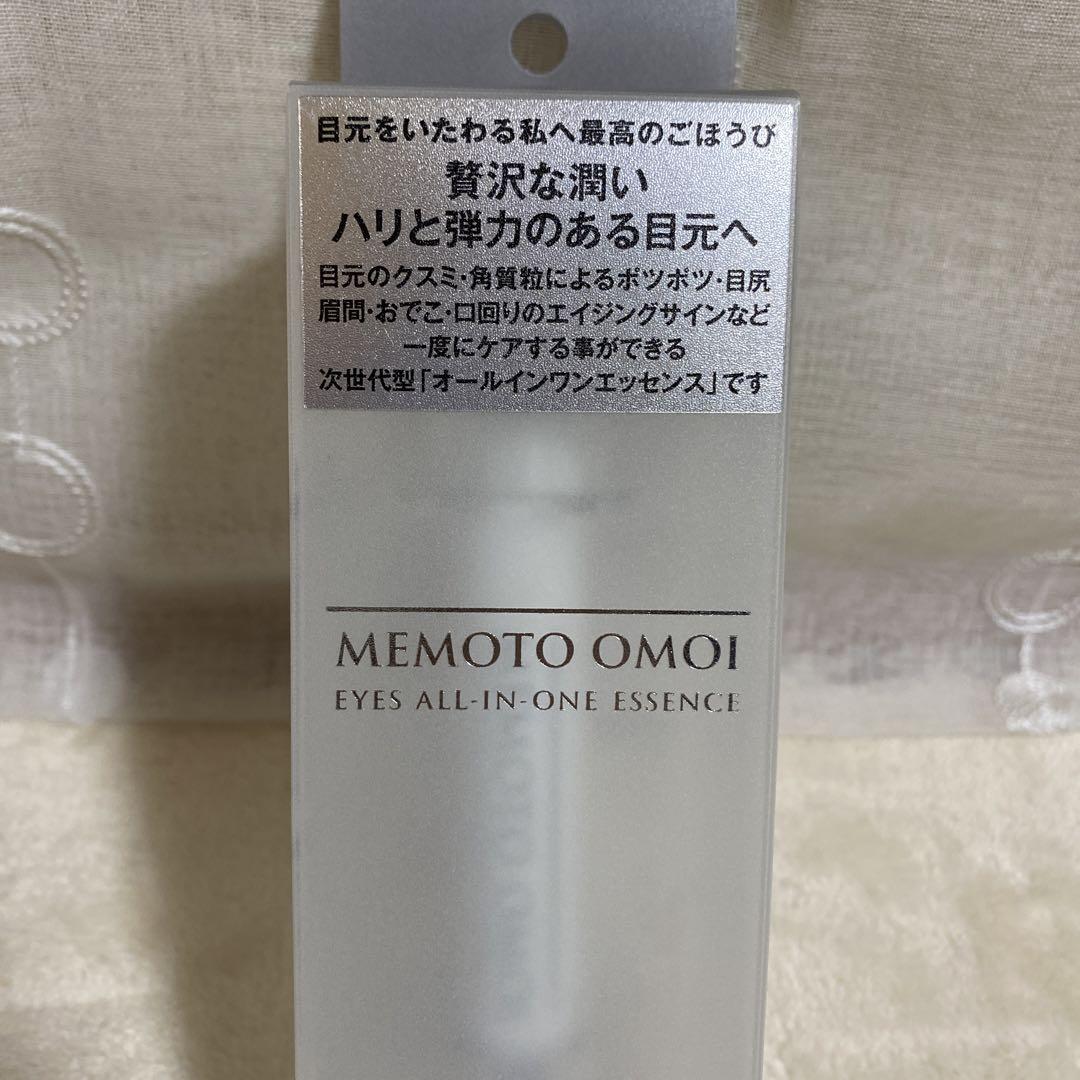 目元をいたわる私へ最高のごほうび
贅沢な潤い
ハリと弾力のある目元へ
目元のクスミ・角質粒によるポツポツ・目尻
眉間・おでこ・口回りのエイジングサインなど
一度にケアする事ができる
次世代型「オールインワンエッセンス」です
MEMOTO OMOI
EYES ALL-IN-ONE ESSENCE